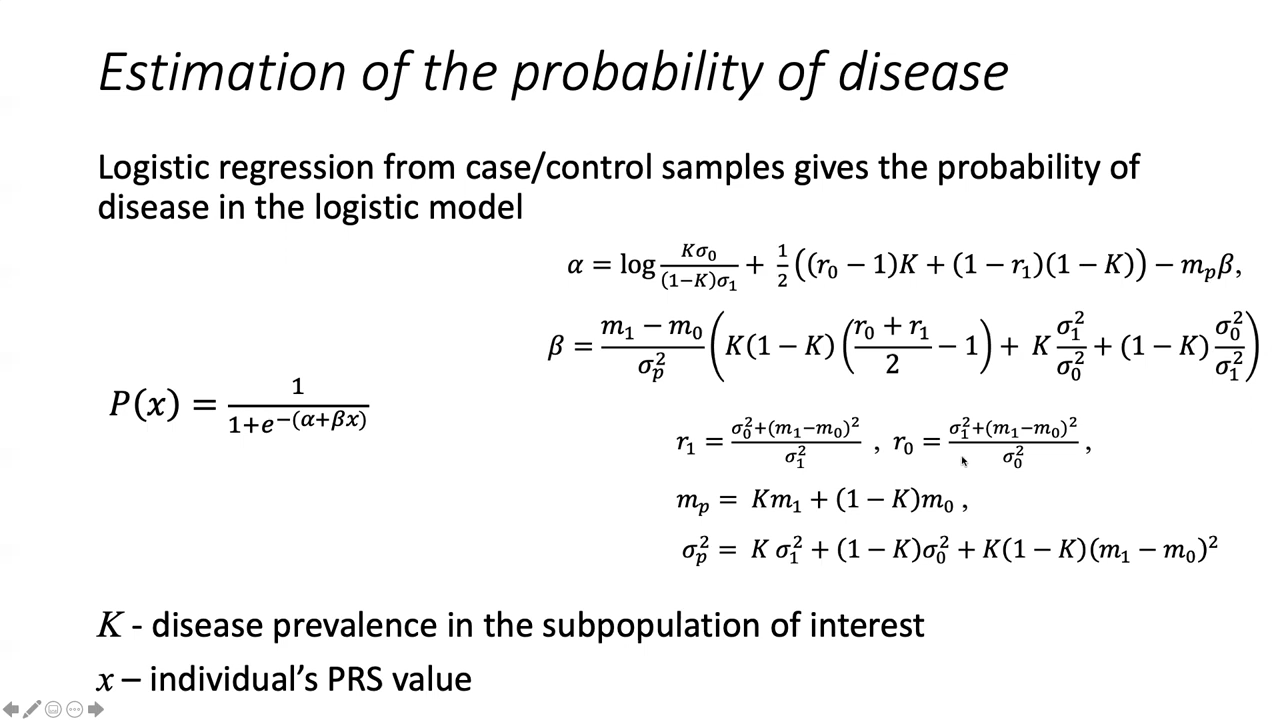 Estimation of the probability of disease
Logistic regression from case/control samples gives the probability of
disease in the logistic model
α = log Kσ₀/((1−K)σ₁) + 1/2 ((r₀ − 1)K + (1 − r₁)(1 − K)) − mₚβ,
β = (m₁ − m₀)/σₚ² (K(1 − K) ((r₀ + r₁)/2 − 1) + K σ₁²/σ₀² + (1 − K) σ₀²/σ₁²)
P(x) = 1/(1+e^−(α+βx))
r₁ = (σ₀²+(m₁−m₀)²)/σ₁² , r₀ = (σ₁²+(m₁−m₀)²)/σ₀² ,
mₚ = Km₁ + (1 − K)m₀ ,
σₚ² = K σ₁² + (1 − K)σ₀² + K(1 − K)(m₁ − m₀)²
K - disease prevalence in the subpopulation of interest
x – individual’s PRS value